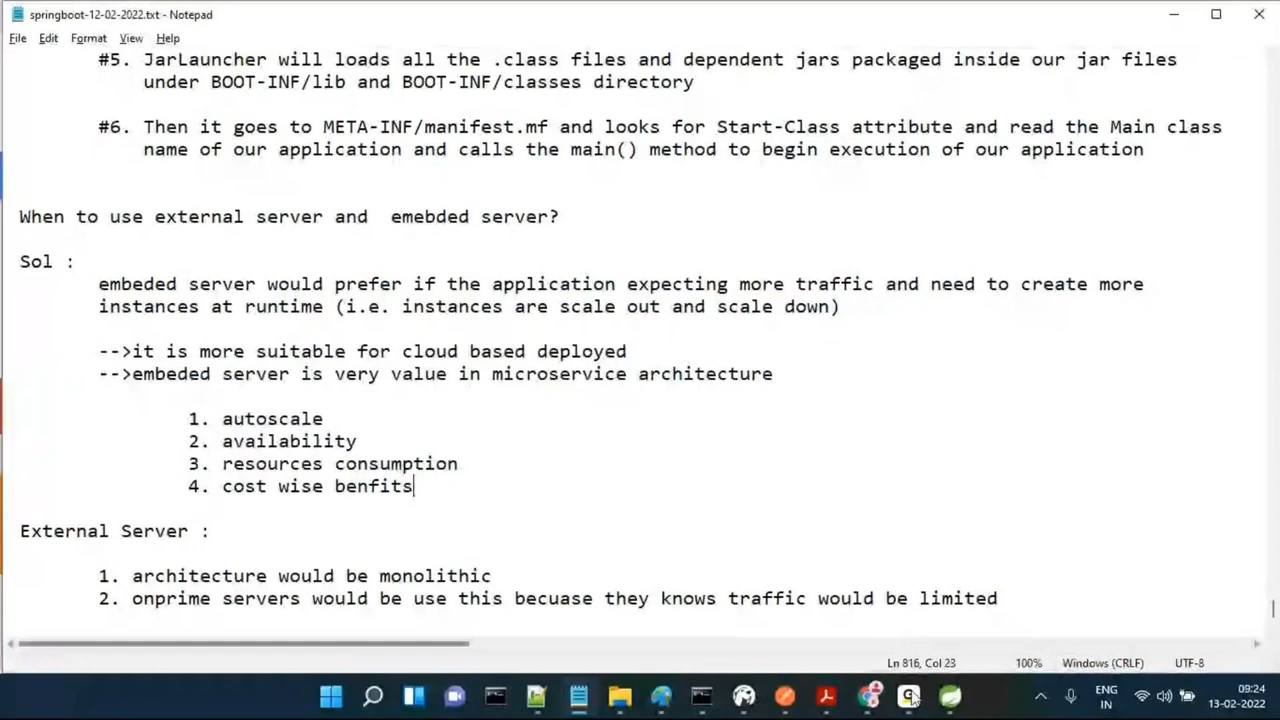 springboot-12-02-2022.txt - Notepad
File Edit Format View Help
#5. JarLauncher will loads all the .class files and dependent jars packaged inside our jar files
under BOOT-INF/lib and BOOT-INF/classes directory
#6. Then it goes to META-INF/manifest.mf and looks for Start-Class attribute and read the Main class
name of our application and calls the main() method to begin execution of our application
When to use external server and  emebded server?
Sol :
embeded server would prefer if the application expecting more traffic and need to create more
instances at runtime (i.e. instances are scale out and scale down)
-->it is more suitable for cloud based deployed
-->embeded server is very value in microservice architecture
1. autoscale
2. availability
3. resources consumption
4. cost wise benfits
External Server :
1. architecture would be monolithic
2. onprime servers would be use this becuase they knows traffic would be limited
Ln 816, Col 23 100% Windows (CRLF) UTF-8
ENG
IN
09:24
13-02-2022